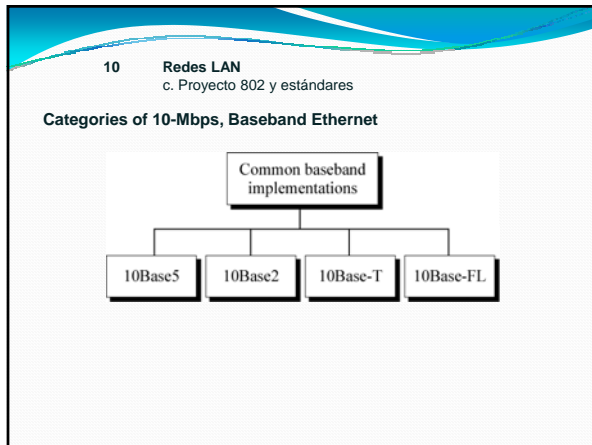 10 Redes LAN
c. Proyecto 802 y estándares
Categories of 10-Mbps, Baseband Ethernet
Common baseband
implementations
10Base5 10Base2 10Base-T 10Base-FL